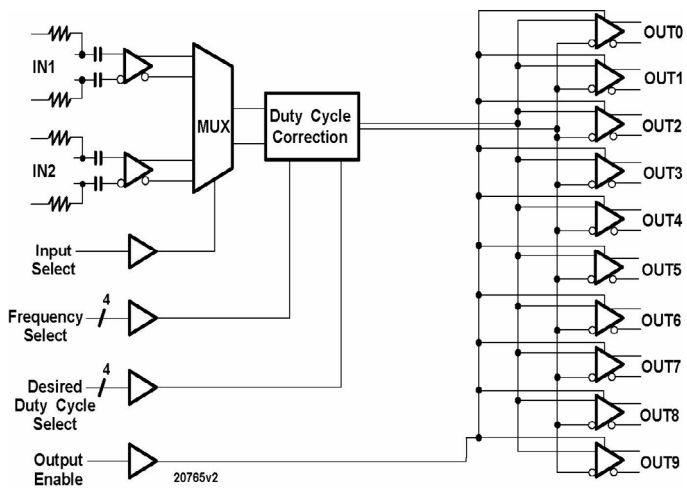 IN1
IN2
MUX
Duty Cycle
Correction
Input
Select
4
Frequency
Select
4
Desired
Duty Cycle
Select
Output
Enable
20765v2
OUT0
OUT1
OUT2
OUT3
OUT4
OUT5
OUT6
OUT7
OUT8
OUT9